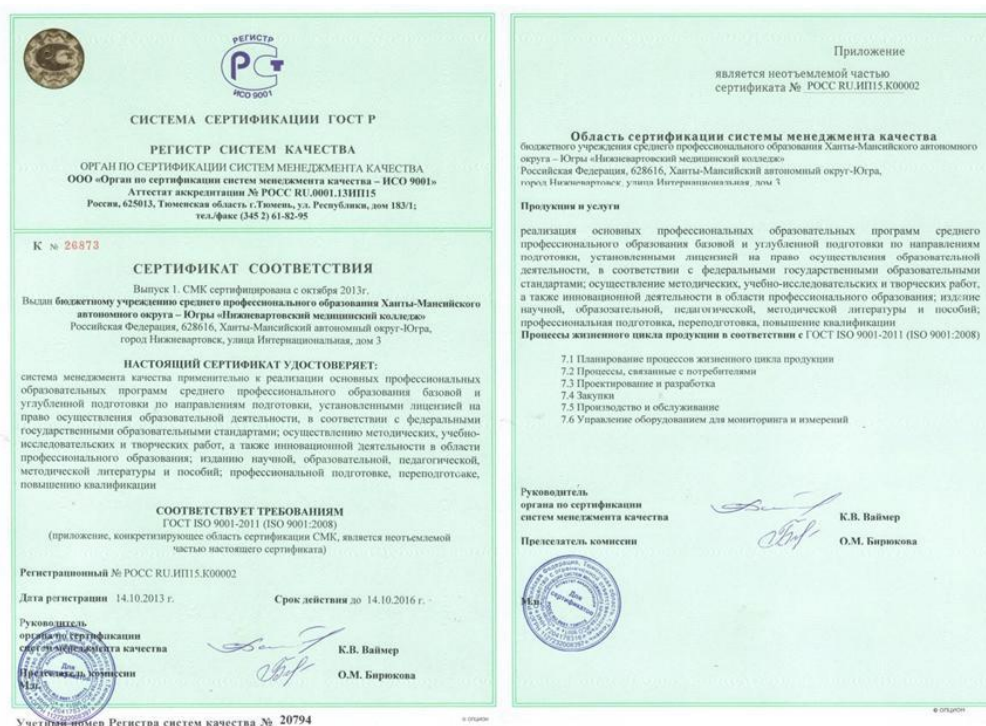 РЕГИСТР
РСТ
ИСО 9001
СИСТЕМА СЕРТИФИКАЦИИ ГОСТ Р
РЕГИСТР СИСТЕМ КАЧЕСТВА
ОРГАН ПО СЕРТИФИКАЦИИ СИСТЕМ МЕНЕДЖМЕНТА КАЧЕСТВА
ООО «Орган по сертификации систем менеджмента качества – ИСО 9001»
Аттестат аккредитации № РОСС RU.0001.13ИП15
Россия, 625013, Тюменская область г.Тюмень, ул. Республики, дом 183/1;
тел./факс (345 2) 61-82-95
К № 26873
СЕРТИФИКАТ СООТВЕТСТВИЯ
Выпуск 1. СМК сертифицирована с октября 2013г.
Выдан бюджетному учреждению среднего профессионального образования Ханты-Мансийского
автономного округа – Югры «Нижневартовский медицинский колледж»
Российская Федерация, 628616, Ханты-Мансийский автономный округ-Югра,
город Нижневартовск, улица Интернациональная, дом 3
НАСТОЯЩИЙ СЕРТИФИКАТ УДОСТОВЕРЯЕТ:
система менеджмента качества применительно к реализации основных профессиональных
образовательных программ среднего профессионального образования базовой и
углубленной подготовки по направлениям подготовки, установленными лицензией на
право осуществления образовательной деятельности, в соответствии с федеральными
государственными образовательными стандартами; осуществлению методических, учебно-
исследовательских и творческих работ, а также инновационной деятельности в области
профессионального образования; изданию научной, образовательной, педагогической,
методической литературы и пособий; профессиональной подготовке, переподготовке,
повышению квалификации
СООТВЕТСТВУЕТ ТРЕБОВАНИЯМ
ГОСТ ISO 9001-2011 (ISO 9001:2008)
(приложение, конкретизирующее область сертификации СМК, является неотъемлемой
частью настоящего сертификата)
Регистрационный № РОСС RU.ИП15.К00002
Дата регистрации 14.10.2013 г. Срок действия до 14.10.2016 г.
Руководитель
органа по сертификации
систем менеджмента качества К.В. Ваймер
Председатель комиссии О.М. Бирюкова
М.п.
Для сертификатов
Учетный номер Регистра систем качества № 20794
© ОПЦИОН
Приложение
является неотъемлемой частью
сертификата № РОСС RU.ИП15.К00002
Область сертификации системы менеджмента качества
бюджетного учреждения среднего профессионального образования Ханты-Мансийского автономного
округа – Югры «Нижневартовский медицинский колледж»
Российская Федерация, 628616, Ханты-Мансийский автономный округ-Югра,
город Нижневартовск, улица Интернациональная, дом 3
Продукция и услуги
реализация основных профессиональных образовательных программ среднего
профессионального образования базовой и углубленной подготовки по направлениям
подготовки, установленными лицензией на право осуществления образовательной
деятельности, в соответствии с федеральными государственными образовательными
стандартами; осуществление методических, учебно-исследовательских и творческих работ,
а также инновационной деятельности в области профессионального образования; издание
научной, образовательной, педагогической, методической литературы и пособий;
профессиональная подготовка, переподготовка, повышение квалификации
Процессы жизненного цикла продукции в соответствии с ГОСТ ISO 9001-2011 (ISO 9001:2008)
7.1 Планирование процессов жизненного цикла продукции
7.2 Процессы, связанные с потребителями
7.3 Проектирование и разработка
7.4 Закупки
7.5 Производство и обслуживание
7.6 Управление оборудованием для мониторинга и измерений
Руководитель
органа по сертификации
систем менеджмента качества К.В. Ваймер
Председатель комиссии О.М. Бирюкова
М.п.
Для
сертификатов
© ОПЦИОН